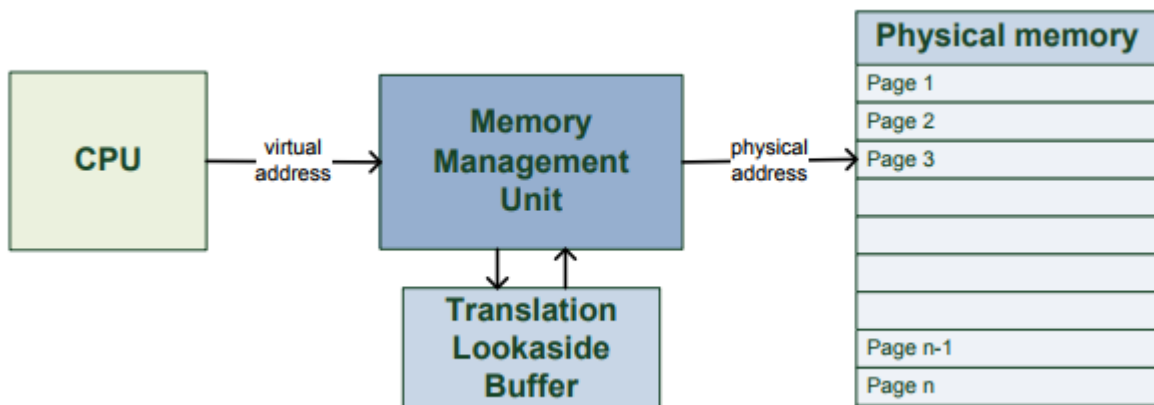 CPU
virtual
address
Memory
Management
Unit
Translation
Lookaside
Buffer
physical
address
Physical memory
Page 1
Page 2
Page 3
Page n-1
Page n